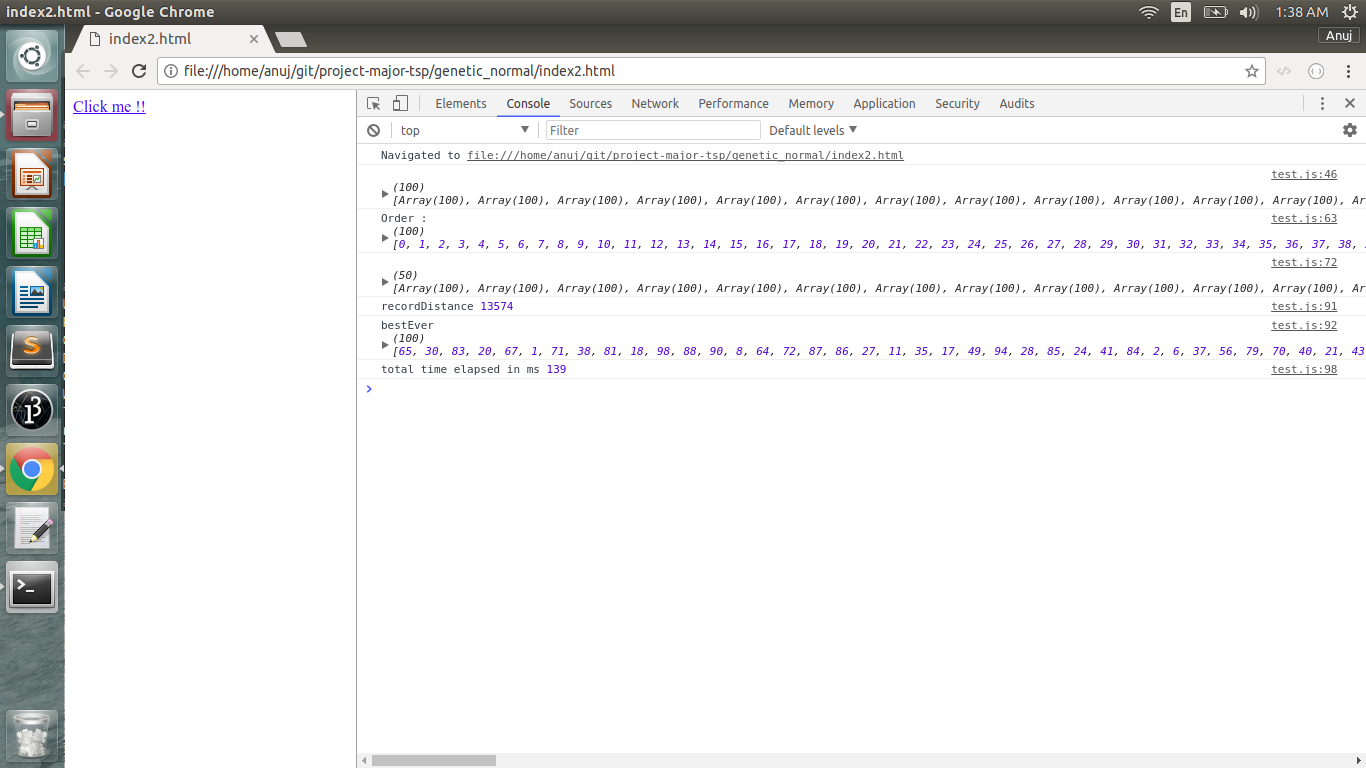 index2.html - Google Chrome
En
1:38 AM
index2.html
Anuj
file:///home/anuj/git/project-major-tsp/genetic_normal/index2.html
Click me !!
Elements Console Sources Network Performance Memory Application Security Audits
top
Filter
Default levels
Navigated to file:///home/anuj/git/project-major-tsp/genetic_normal/index2.html
test.js:46
(100)
[Array(100), Array(100), Array(100), Array(100), Array(100), Array(100), Array(100), Array(100), Array(100), Array(100), Array(100), Array(100), Ar
Order :
test.js:63
(100)
[0, 1, 2, 3, 4, 5, 6, 7, 8, 9, 10, 11, 12, 13, 14, 15, 16, 17, 18, 19, 20, 21, 22, 23, 24, 25, 26, 27, 28, 29, 30, 31, 32, 33, 34, 35, 36, 37, 38,
test.js:72
(50)
[Array(100), Array(100), Array(100), Array(100), Array(100), Array(100), Array(100), Array(100), Array(100), Array(100), Array(100), Array(100), Ar
recordDistance 13574
test.js:91
bestEver
test.js:92
(100)
[65, 30, 83, 20, 67, 1, 71, 38, 81, 18, 98, 88, 90, 8, 64, 72, 87, 86, 27, 11, 35, 17, 49, 94, 28, 85, 24, 41, 84, 2, 6, 37, 56, 79, 70, 40, 21, 43
total time elapsed in ms 139
test.js:98